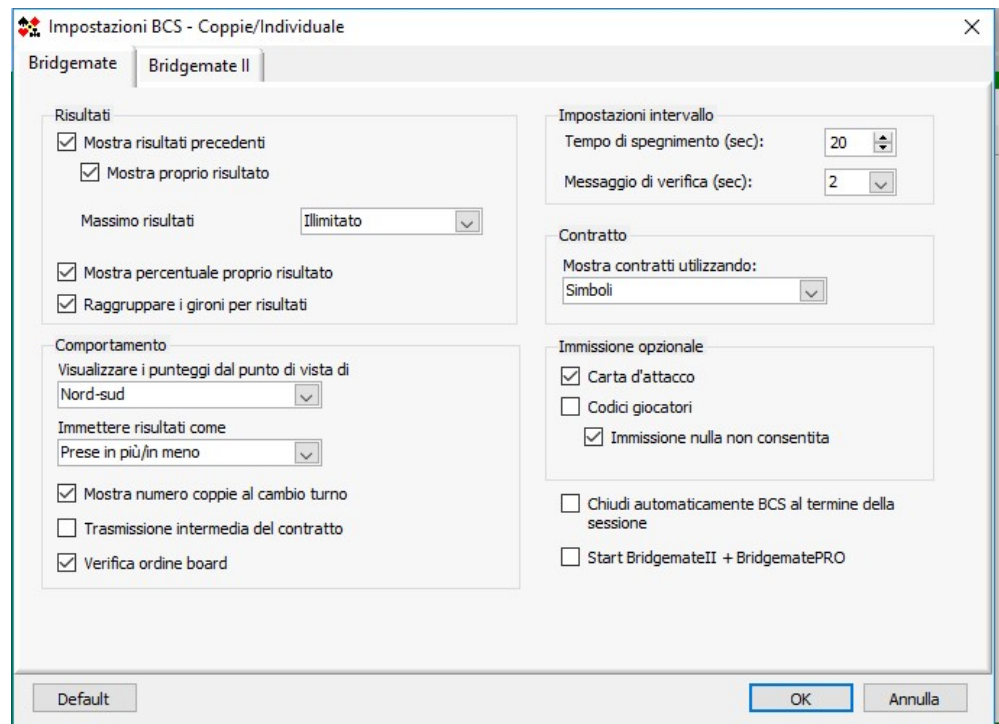 Impostazioni BCS - Coppie/Individuale
Bridgemate
Bridgemate II
Risultati
Mostra risultati precedenti
Mostra proprio risultato
Massimo risultati
Illimitato
Mostra percentuale proprio risultato
Raggruppare i gironi per risultati
Comportamento
Visualizzare i punteggi dal punto di vista di
Nord-sud
Immettere risultati come
Prese in più/in meno
Mostra numero coppie al cambio turno
Trasmissione intermedia del contratto
Verifica ordine board
Impostazioni intervallo
Tempo di spegnimento (sec):
20
Messaggio di verifica (sec):
2
Contratto
Mostra contratti utilizzando:
Simboli
Immissione opzionale
Carta d'attacco
Codici giocatori
Immissione nulla non consentita
Chiudi automaticamente BCS al termine della
sessione
Start BridgemateII + BridgematePRO
Default
OK
Annulla